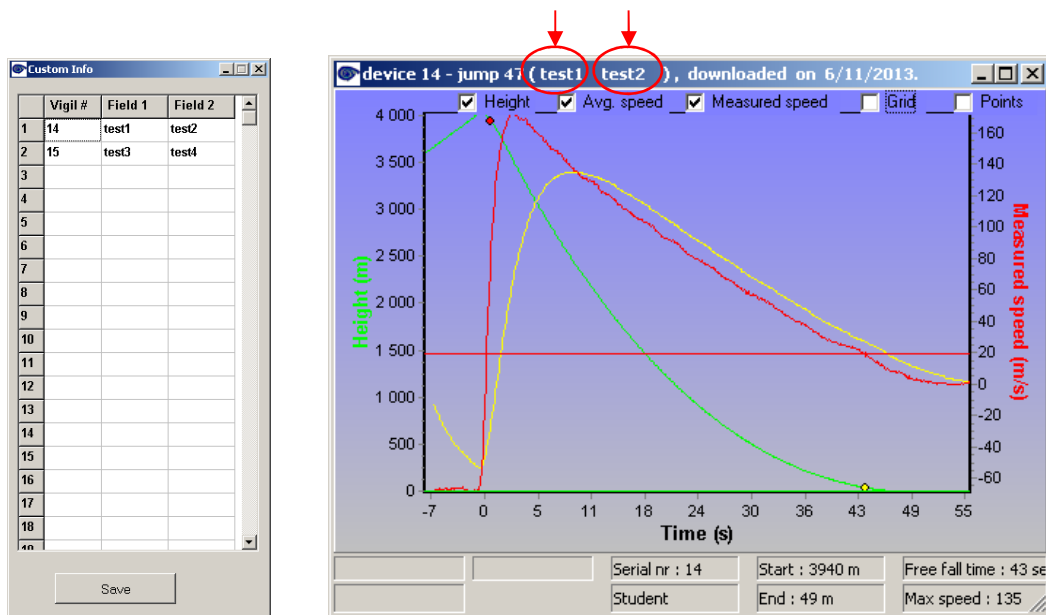 Custom Info
Vigil # Field 1 Field 2
1 14 test1 test2
2 15 test3 test4
3
4
5
6
7
8
9
10
11
12
13
14
15
16
17
18
19
Save
device 14 - jump 47 ( test1 test2 ) , downloaded on 6/11/2013.
Height Avg. speed Measured speed Grid Points
4 000
3 500
3 000
2 500
2 000
1 500
1 000
500
0
Height (m)
160
140
120
100
80
60
40
20
0
-20
-40
-60
Measured speed (m/s)
-7 0 5 11 18 24 30 36 43 49 55
Time (s)
Serial nr : 14 Start : 3940 m Free fall time : 43 se
Student End : 49 m Max speed : 135